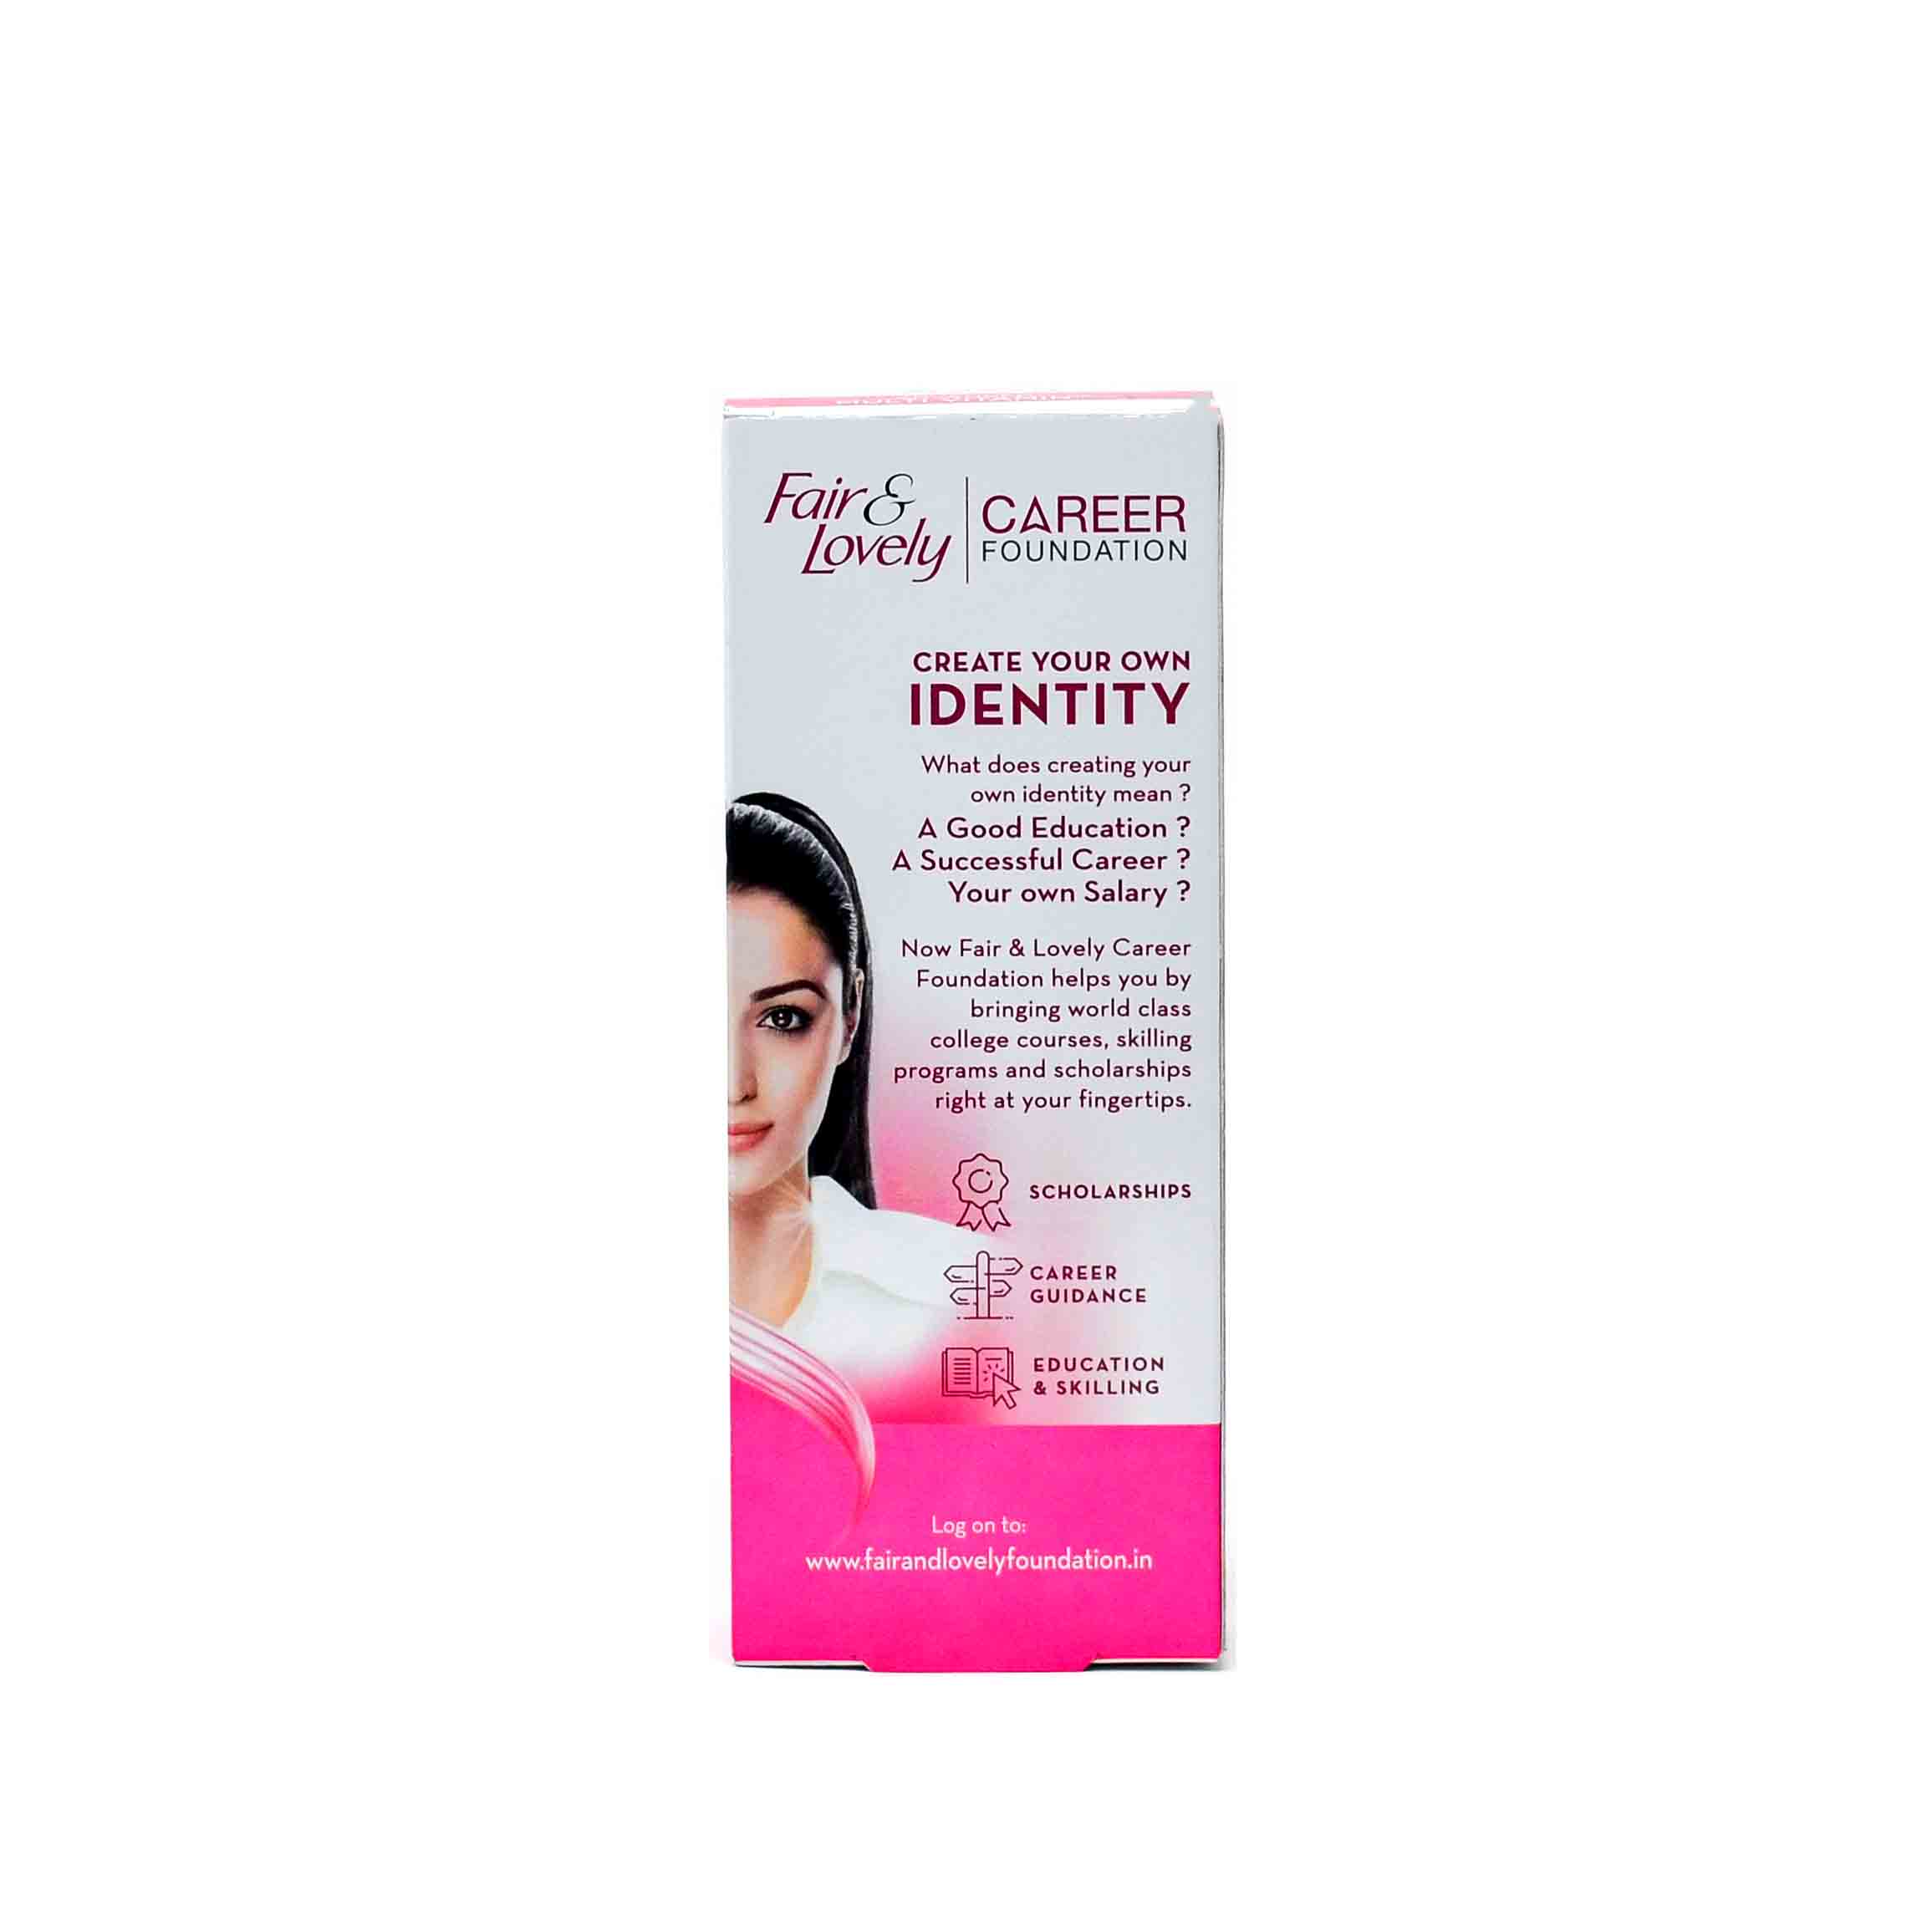 MULTI VITAMIN
Fair &
Lovely
CAREER
FOUNDATION
CREATE YOUR OWN
IDENTITY
What does creating your
own identity mean ?
A Good Education ?
A Successful Career ?
Your own Salary ?
Now Fair & Lovely Career
Foundation helps you by
bringing world class
college courses, skilling
programs and scholarships
right at your fingertips.
SCHOLARSHIPS
CAREER
GUIDANCE
EDUCATION
& SKILLING
Log on to:
www.fairandlovelyfoundation.in